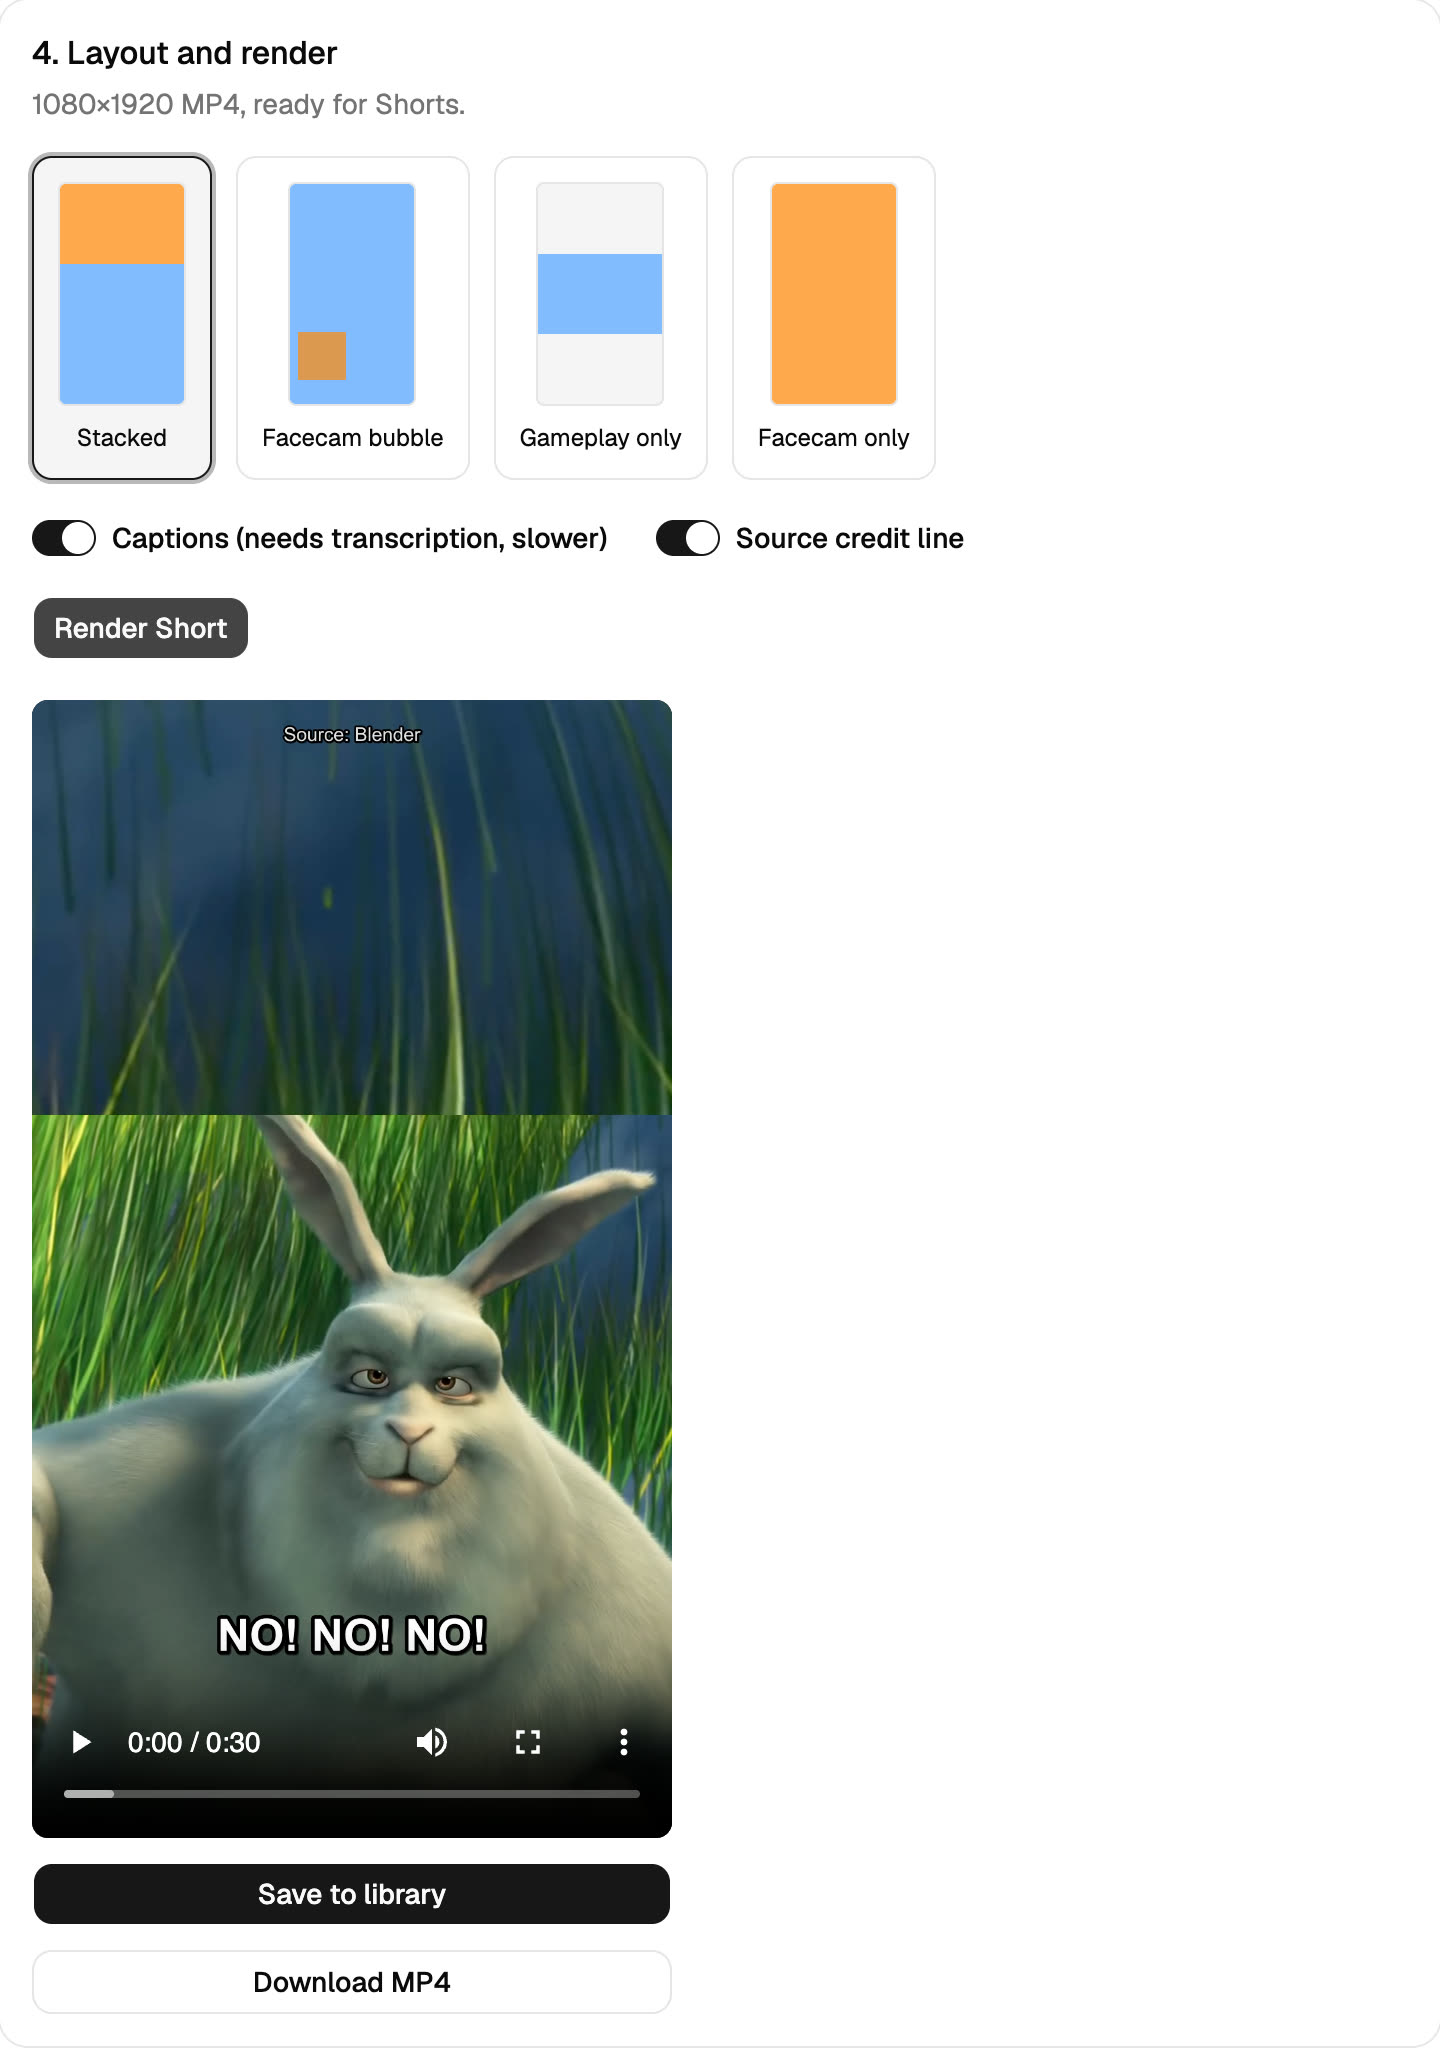 4. Layout and render
1080×1920 MP4, ready for Shorts.
Stacked
Facecam bubble
Gameplay only
Facecam only
Captions (needs transcription, slower)
Source credit line
Render Short
Source: Blender
NO! NO! NO!
0:00 / 0:30
Save to library
Download MP4